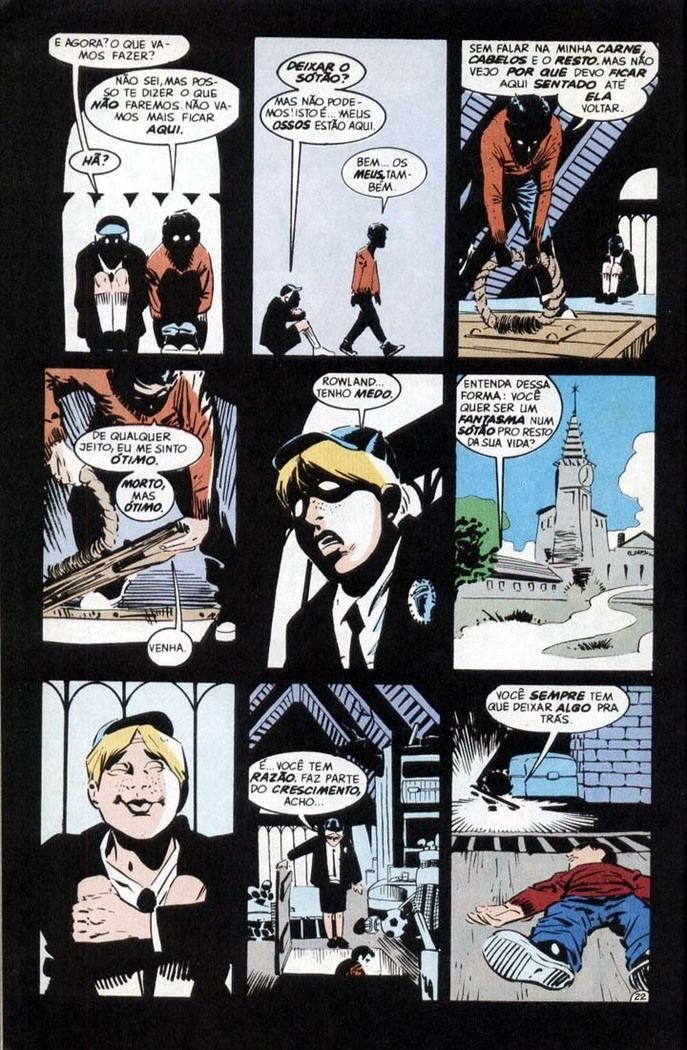 E AGORA? O QUE VA-
MOS FAZER?
NÃO SEI, MAS POS-
SO TE DIZER O QUE
NÃO FAREMOS. NÃO VA-
MOS MAIS FICAR
AQUI.
HÃ?
DEIXAR O
SÓTÃO?
MAS NÃO PODE-
MOS! ISTO É... MEUS
OSSOS ESTÃO AQUI.
BEM... OS
MEUS, TAM-
BÉM.
SEM FALAR NA MINHA CARNE,
CABELOS E O RESTO. MAS NÃO
VEJO POR QUE DEVO FICAR
AQUI SENTADO ATÉ
ELA
VOLTAR.
DE QUALQUER
JEITO, EU ME SINTO
ÓTIMO.
MORTO,
MAS
ÓTIMO.
VENHA.
ROWLAND...
TENHO MEDO.
ENTENDA DESSA
FORMA: VOCÊ
QUER SER UM
FANTASMA NUM
SÓTÃO PRO RESTO
DA SUA VIDA?
É... VOCÊ TEM
RAZÃO. FAZ PARTE
DO CRESCIMENTO,
ACHO...
VOCÊ SEMPRE TEM
QUE DEIXAR ALGO PRA
TRÁS.
22